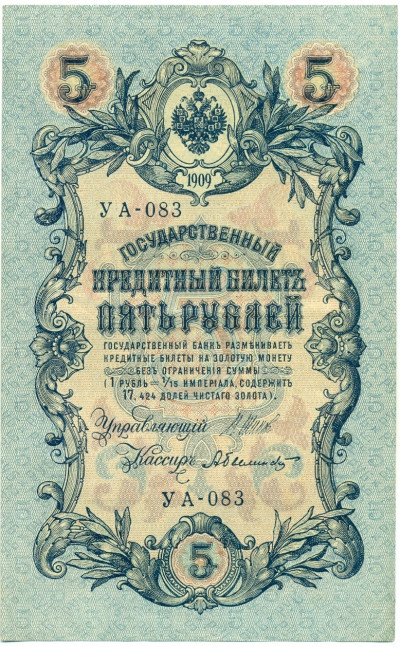 5 5
1909
УА-083
ГОСУДАРСТВЕННЫЙ
КРЕДИТНЫЙ БИЛЕТЪ
ПЯТЬ РУБЛЕЙ
ГОСУДАРСТВЕННЫЙ БАНКЪ РАЗМѢНИВАЕТЪ
КРЕДИТНЫЕ БИЛЕТЫ НА ЗОЛОТУЮ МОНЕТУ
БЕЗЪ ОГРАНИЧЕНІЯ СУММЫ
(1 РУБЛЬ = 1/15 ИМПЕРІАЛА, СОДЕРЖИТЪ
17,424 ДОЛЕЙ ЧИСТАГО ЗОЛОТА).
Управляющій
Кассиръ
УА-083
5